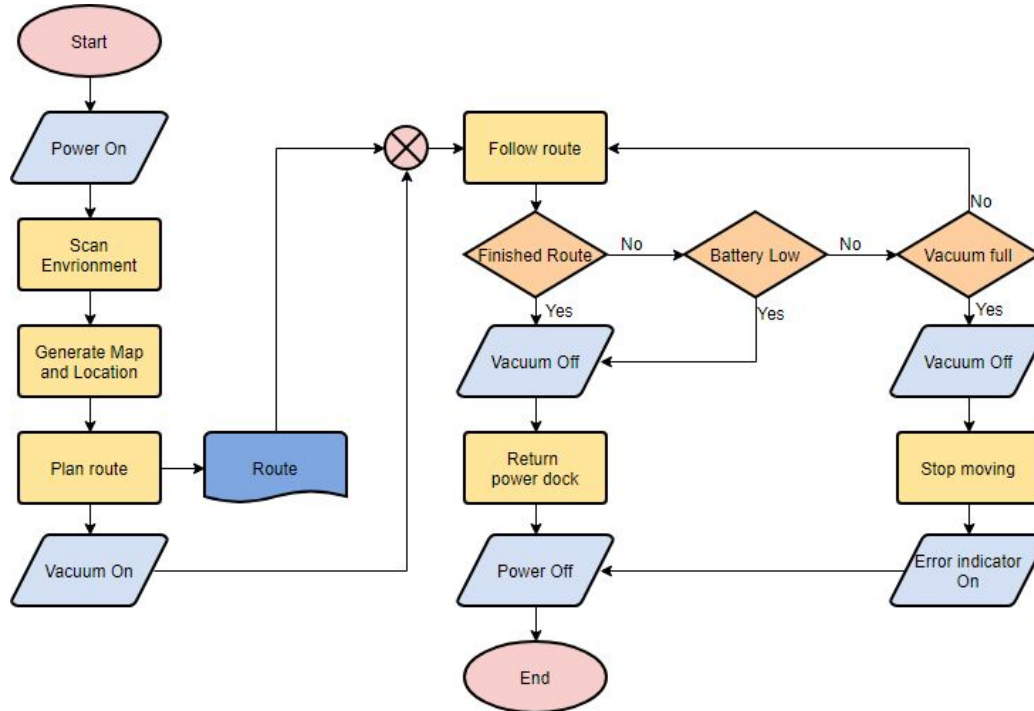 Start
Power On
Scan
Envrionment
Generate Map
and Location
Plan route
Route
Vacuum On
Follow route
Finished Route
No
Battery Low
No
Vacuum full
No
Yes
Yes
Yes
Vacuum Off
Vacuum Off
Return
power dock
Stop moving
Power Off
Error indicator
On
End